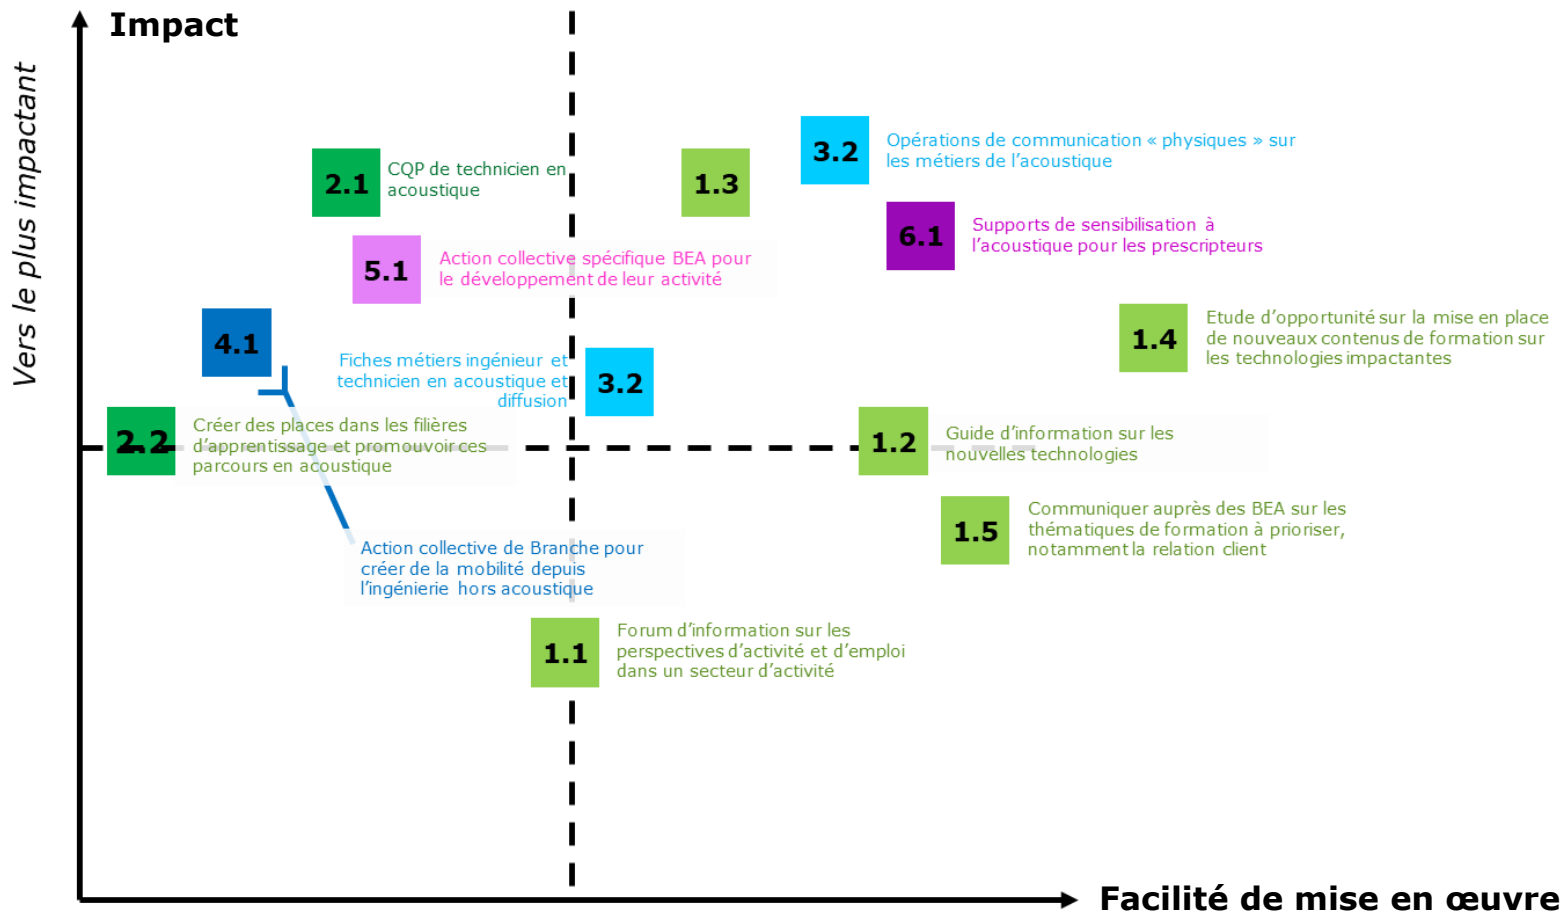 Impact
Vers le plus impactant
2.1
CQP de technicien en
acoustique
1.3
3.2
Opérations de communication « physiques » sur
les métiers de l’acoustique
5.1
Action collective spécifique BEA pour
le développement de leur activité
6.1
Supports de sensibilisation à
l’acoustique pour les prescripteurs
4.1
Fiches métiers ingénieur et
technicien en acoustique et
diffusion
3.2
1.4
Etude d’opportunité sur la mise en place
de nouveaux contenus de formation sur
les technologies impactantes
2.2
Créer des places dans les filières
d’apprentissage et promouvoir ces
parcours en acoustique
1.2
Guide d’information sur les
nouvelles technologies
1.5
Communiquer auprès des BEA sur les
thématiques de formation à prioriser,
notamment la relation client
Action collective de Branche pour
créer de la mobilité depuis
l’ingénierie hors acoustique
1.1
Forum d’information sur les
perspectives d’activité et d’emploi
dans un secteur d’activité
Facilité de mise en œuvre